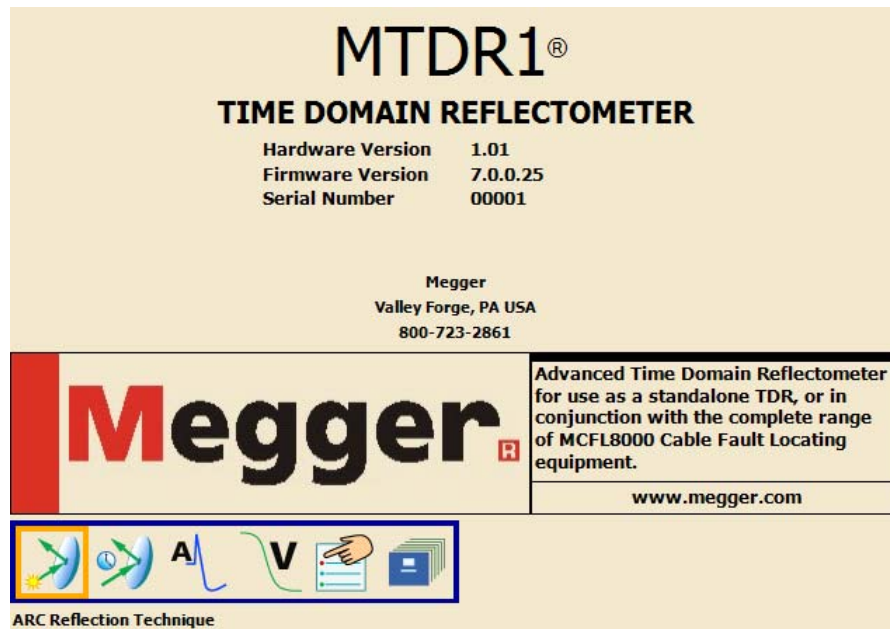 MTDR1®
TIME DOMAIN REFLECTOMETER
Hardware Version 1.01
Firmware Version 7.0.0.25
Serial Number 00001
Megger
Valley Forge, PA USA
800-723-2861
Megger®
Advanced Time Domain Reflectometer
for use as a standalone TDR, or in
conjunction with the complete range
of MCFL8000 Cable Fault Locating
equipment.
www.megger.com
A
V
ARC Reflection Technique